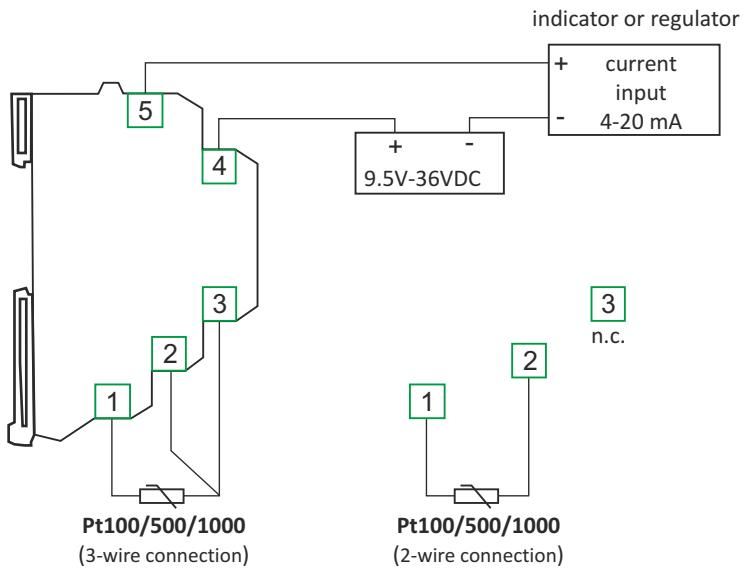 indicator or regulator
+ current
input
- 4-20 mA
5
4
+ -
9.5V-36VDC
3
2
1
3
n.c.
2
1
Pt100/500/1000
(3-wire connection)
Pt100/500/1000
(2-wire connection)